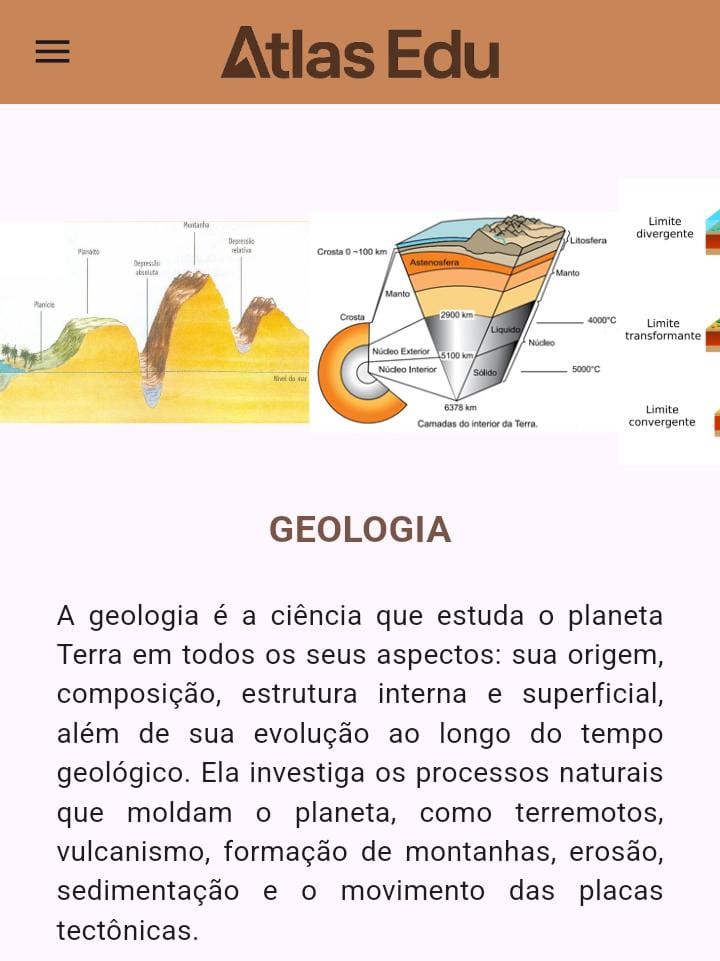 Atlas Edu
Montanha
Planalto
Depressão
absoluta
Depressão
relativa
Planície
Nível do mar
Crosta 0 ~100 km
Litosfera
Astenosfera
Manto
Manto
2900 km
Crosta
Líquido
4000°C
Núcleo Exterior
5100 km
Núcleo
Núcleo Interior
Sólido
5000°C
6378 km
Camadas do interior da Terra.
Limite
divergente
Limite
transformante
Limite
convergente
GEOLOGIA
A geologia é a ciência que estuda o planeta
Terra em todos os seus aspectos: sua origem,
composição, estrutura interna e superficial,
além de sua evolução ao longo do tempo
geológico. Ela investiga os processos naturais
que moldam o planeta, como terremotos,
vulcanismo, formação de montanhas, erosão,
sedimentação e o movimento das placas
tectônicas.